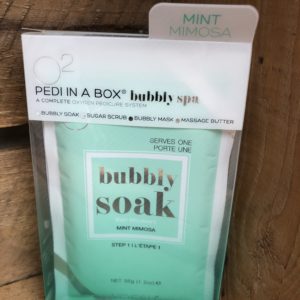 MINT
MIMOSA
O2
PEDI IN A BOX® bubbly spa
A COMPLETE OXYGEN PEDICURE SYSTEM
BUBBLY SOAK SUGAR SCRUB BUBBLY MASK MASSAGE BUTTER
SERVES ONE
PORTE UNE
bubbly
soak
MINT MIMOSA
STEP 1 | L'ÉTAPE 1